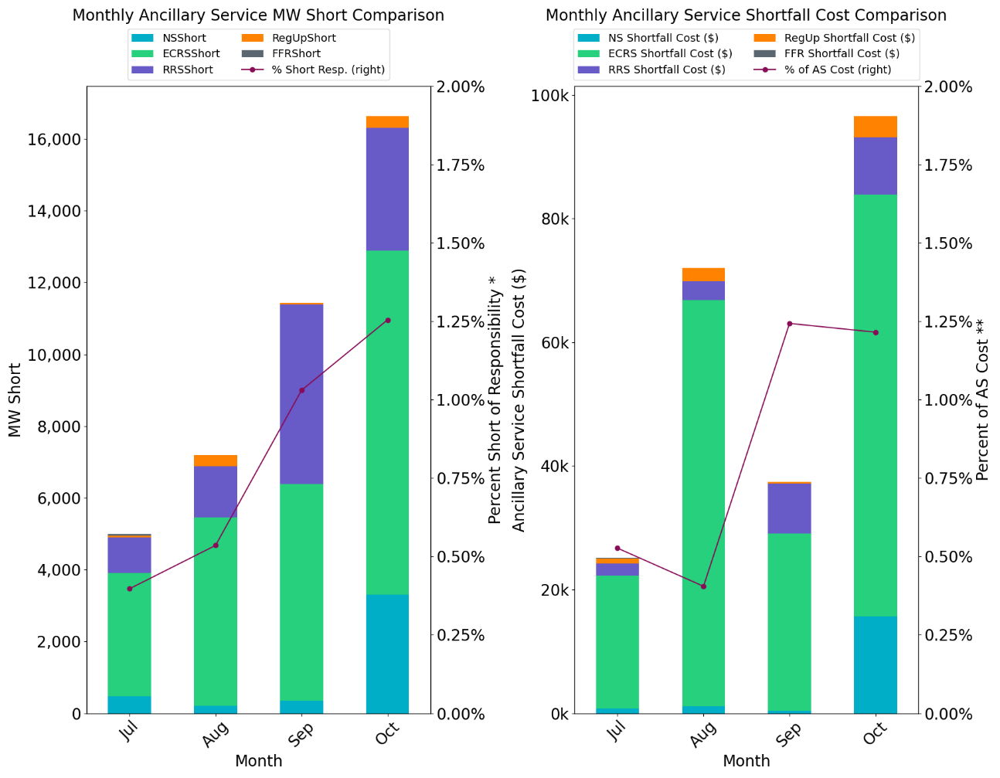 Monthly Ancillary Service MW Short Comparison
NSShort
ECRSShort
RRSShort
RegUpShort
FFRShort
% Short Resp. (right)
MW Short
16,000
14,000
12,000
10,000
8,000
6,000
4,000
2,000
0
2.00%
1.75%
1.50%
1.25%
1.00%
0.75%
0.50%
0.25%
0.00%
Percent Short of Responsibility *
Jul
Aug
Sep
Oct
Month
Monthly Ancillary Service Shortfall Cost Comparison
NS Shortfall Cost ($)
ECRS Shortfall Cost ($)
RRS Shortfall Cost ($)
RegUp Shortfall Cost ($)
FFR Shortfall Cost ($)
% of AS Cost (right)
Ancillary Service Shortfall Cost ($)
100k
80k
60k
40k
20k
0k
2.00%
1.75%
1.50%
1.25%
1.00%
0.75%
0.50%
0.25%
0.00%
Percent of AS Cost **
Jul
Aug
Sep
Oct
Month